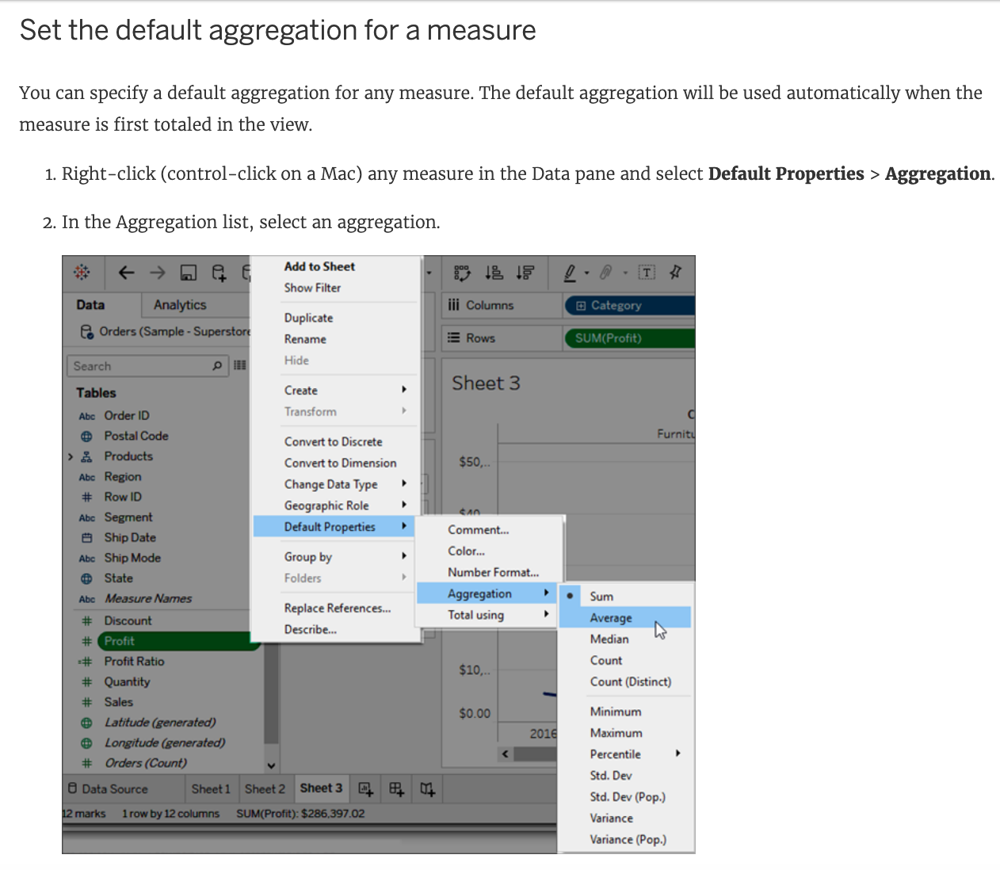 Set the default aggregation for a measure
You can specify a default aggregation for any measure. The default aggregation will be used automatically when the
measure is first totaled in the view.
1. Right-click (control-click on a Mac) any measure in the Data pane and select Default Properties > Aggregation.
2. In the Aggregation list, select an aggregation.
Data
Analytics
Orders (Sample - Superstore
Search
Tables
Abc Order ID
Postal Code
Products
Abc Region
# Row ID
Abc Segment
Ship Date
Abc Ship Mode
State
Abc Measure Names
# Discount
# Profit
=# Profit Ratio
# Quantity
# Sales
Latitude (generated)
Longitude (generated)
# Orders (Count)
Add to Sheet
Show Filter
Duplicate
Rename
Hide
Create
Transform
Convert to Discrete
Convert to Dimension
Change Data Type
Geographic Role
Default Properties
Group by
Folders
Replace References...
Describe...
Comment...
Color...
Number Format...
Aggregation
Total using
Sum
Average
Median
Count
Count (Distinct)
Minimum
Maximum
Percentile
Std. Dev
Std. Dev (Pop.)
Variance
Variance (Pop.)
T
Columns
Category
Rows
SUM(Profit)
Sheet 3
C
Furnitu
$50,..
$40
$10,..
$0.00
2016
Data Source
Sheet 1
Sheet 2
Sheet 3
12 marks 1 row by 12 columns SUM(Profit): $286,397.02